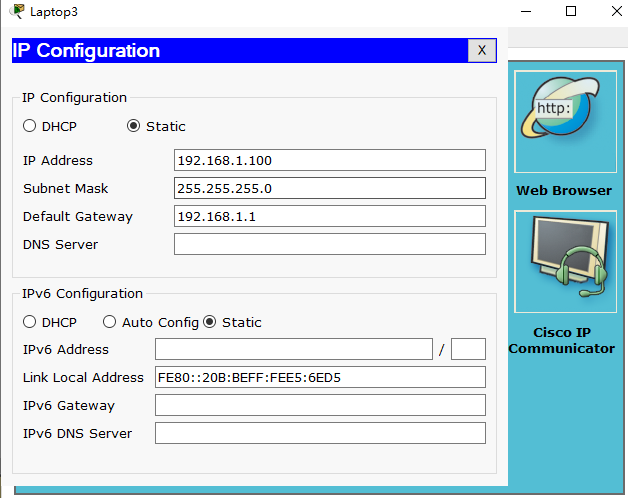 Laptop3
IP Configuration
X
IP Configuration
DHCP
Static
IP Address
192.168.1.100
Subnet Mask
255.255.255.0
Default Gateway
192.168.1.1
DNS Server
IPv6 Configuration
DHCP
Auto Config
Static
IPv6 Address
/
Link Local Address
FE80::20B:BEFF:FEE5:6ED5
IPv6 Gateway
IPv6 DNS Server
http:
Web Browser
Cisco IP
Communicator